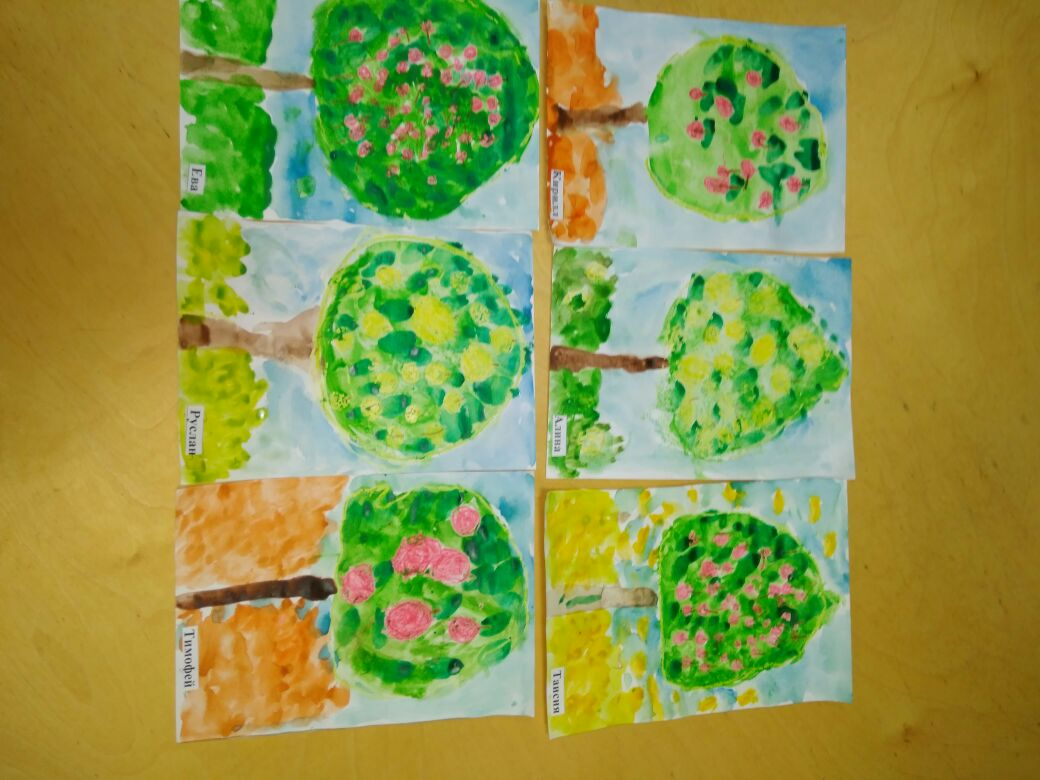 Кирилл
Алина
Таисия
Ева
Руслан
Тимофей